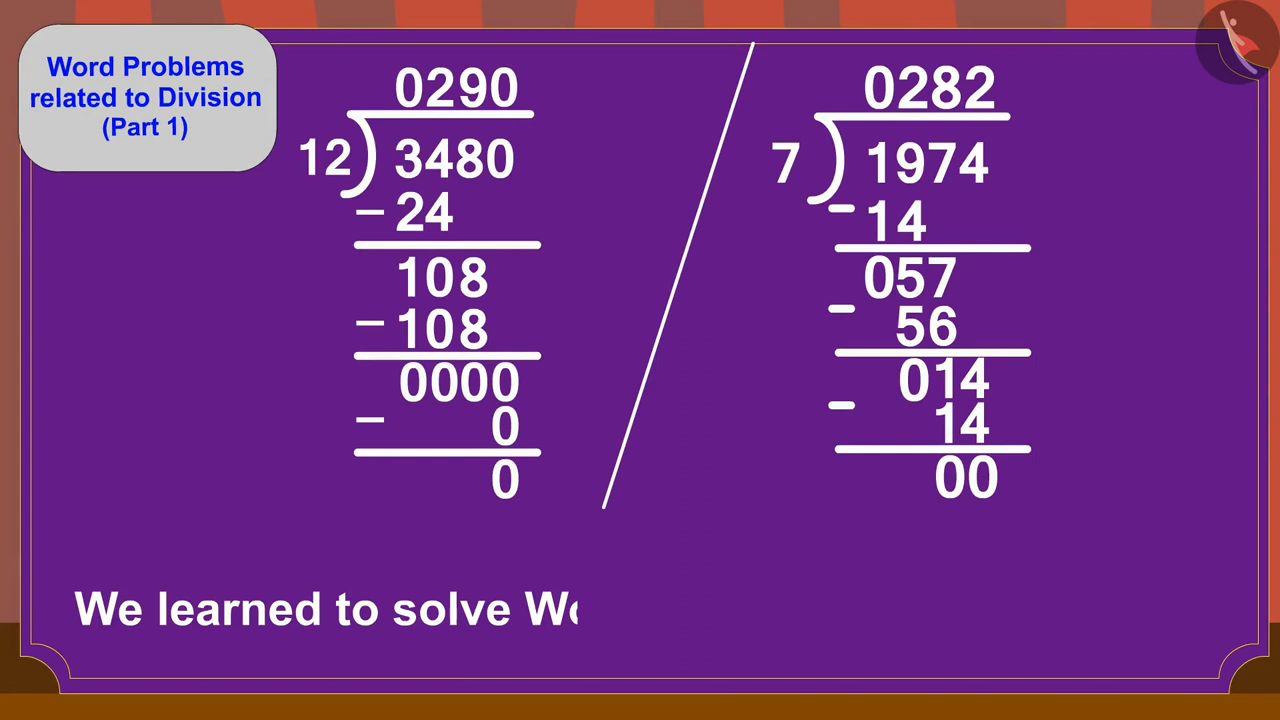 Word Problems
related to Division
(Part 1)
0290
12 ) 3480
– 24
108
– 108
0000
– 0
0
0282
7 ) 1974
– 14
057
– 56
014
– 14
00
We learned to solve